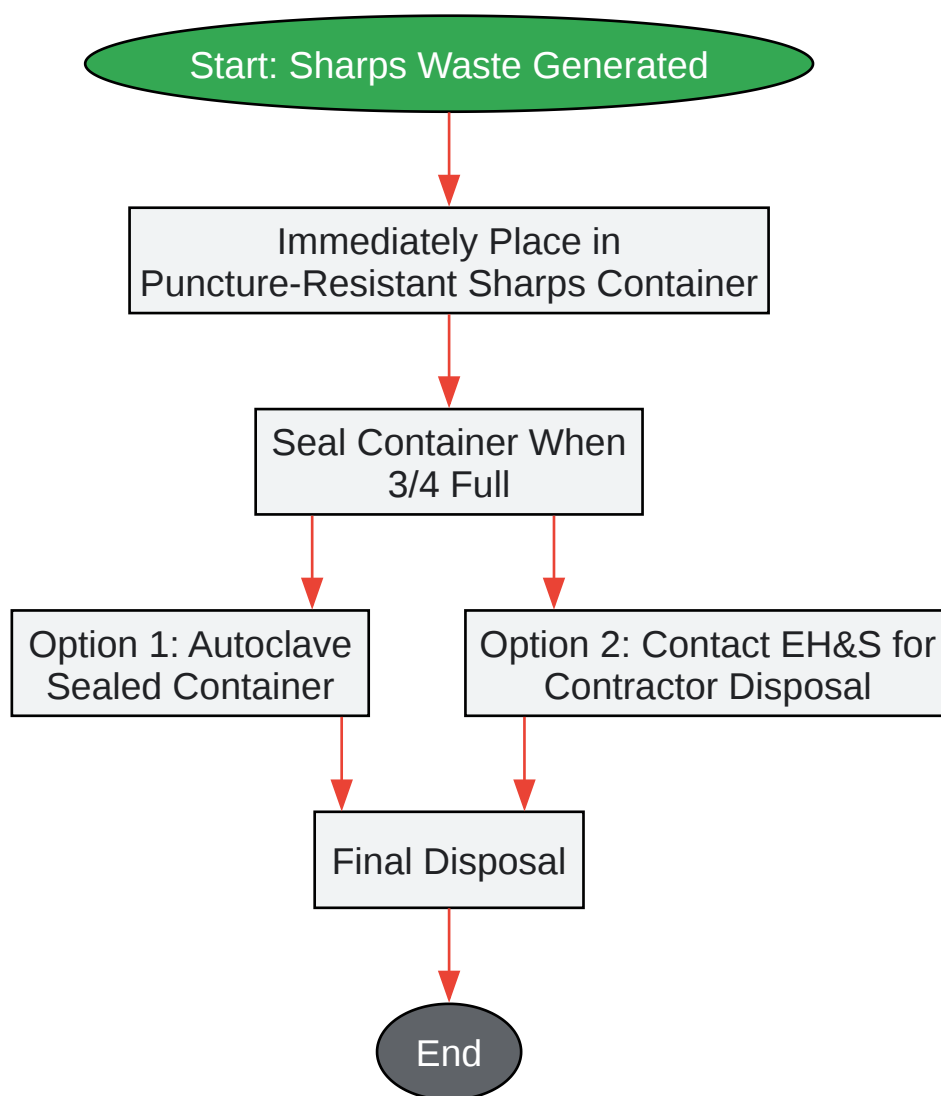 Start: Sharps Waste Generated
Immediately Place in
Puncture-Resistant Sharps Container
Seal Container When
3/4 Full
Option 1: Autoclave
Sealed Container
Option 2: Contact EH&S for
Contractor Disposal
Final Disposal
End